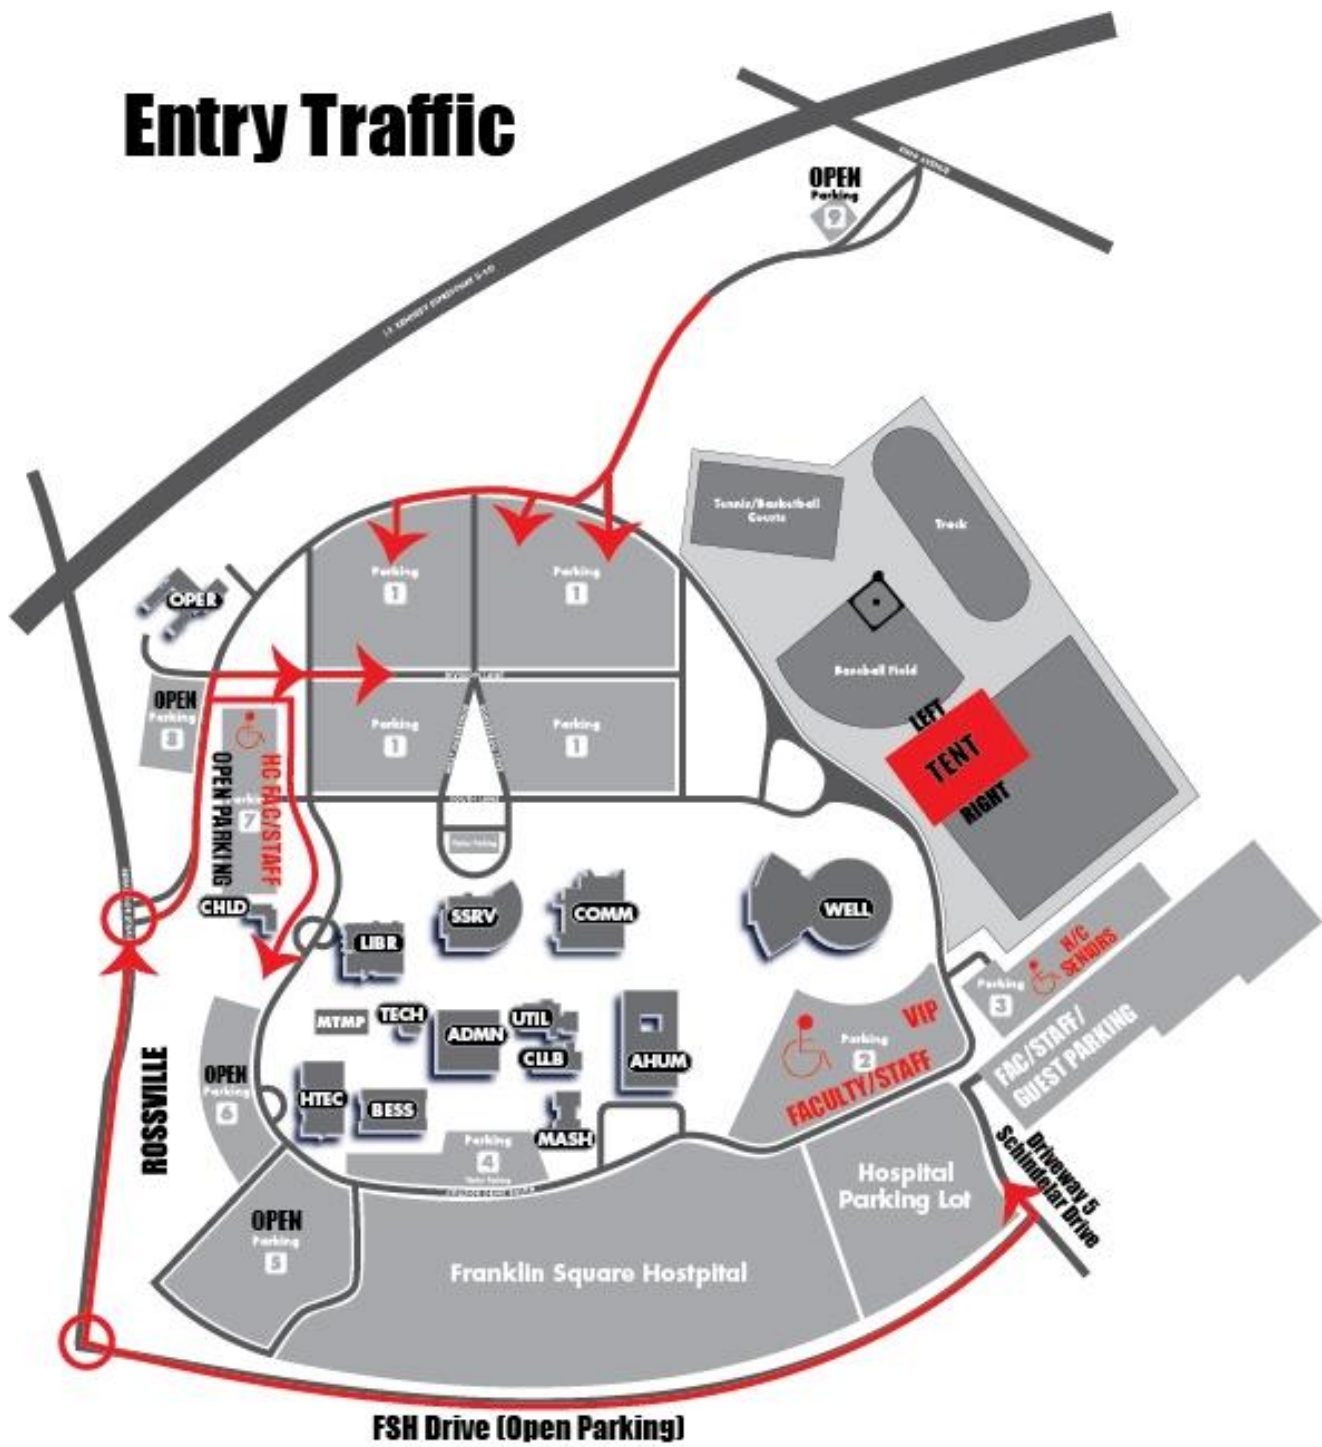 Entry Traffic
OPEN
Parking
9
Tennis/Basketball
Courts
Track
Parking
1
Parking
1
OPER
Baseball Field
OPEN
Parking
8
LEFT
TENT
RIGHT
Parking
1
Parking
1
HC FAC/STAFF
OPEN PARKING
Parking
7
CHLD
LIBR
SSRV
COMM
WELL
H/C
SENIORS
Parking
3
VIP
Parking
2
FACULTY/STAFF
FAC/STAFF/
GUEST PARKING
MTMP
TECH
ADMN
UTIL
CLLB
AHUM
ROSSVILLE
OPEN
Parking
6
HTEC
BESS
MASH
Parking
4
Driveway 5
Schindelar Drive
Hospital
Parking Lot
OPEN
Parking
5
Franklin Square Hostpital
FSH Drive (Open Parking)